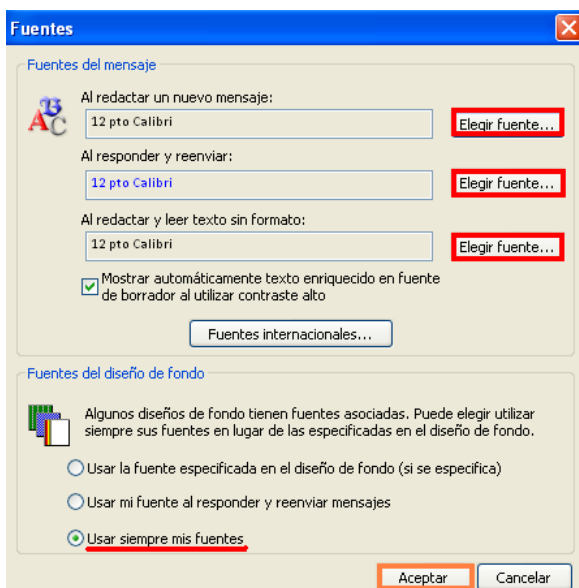 Fuentes
Fuentes del mensaje
Al redactar un nuevo mensaje:
12 pto Calibri
Elegir fuente...
Al responder y reenviar:
12 pto Calibri
Elegir fuente...
Al redactar y leer texto sin formato:
12 pto Calibri
Elegir fuente...
Mostrar automáticamente texto enriquecido en fuente
de borrador al utilizar contraste alto
Fuentes internacionales...
Fuentes del diseño de fondo
Algunos diseños de fondo tienen fuentes asociadas. Puede elegir utilizar
siempre sus fuentes en lugar de las especificadas en el diseño de fondo.
Usar la fuente especificada en el diseño de fondo (si se especifica)
Usar mi fuente al responder y reenviar mensajes
Usar siempre mis fuentes
Aceptar
Cancelar